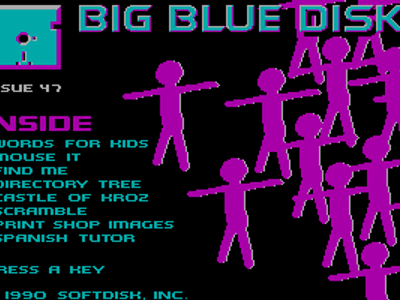 BIG BLUE DISK
SSUE 47
NSIDE
WORDS FOR KIDS
MOUSE IT
FIND ME
DIRECTORY TREE
CASTLE OF KROZ
SCRAMBLE
PRINT SHOP IMAGES
SPANISH TUTOR
RESS A KEY
1990 SOFTDISK, INC.